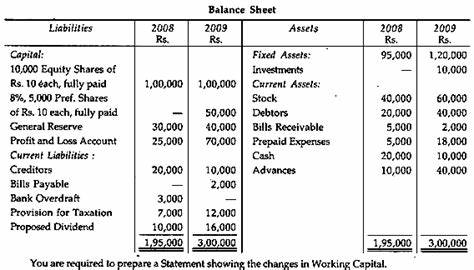 Balance Sheet
Liabilities 2008 2009 Assets 2008 2009
Rs. Rs. Rs. Rs.
Capital: Fixed Assets: 95,000 1,20,000
10,000 Equity Shares of Investments — 10,000
Rs. 10 each, fully paid 1,00,000 1,00,000 Current Assets:
8%, 5,000 Pref. Shares Stock 40,000 60,000
of Rs. 10 each, fully paid — 50,000 Debtors 20,000 40,000
General Reserve 30,000 40,000 Bills Receivable 5,000 2,000
Profit and Loss Account 25,000 70,000 Prepaid Expenses 5,000 18,000
Current Liabilities : Cash 20,000 10,000
Creditors 20,000 10,000 Advances 10,000 40,000
Bills Payable — 2,000
Bank Overdraft 3,000 —
Provision for Taxation 7,000 12,000
Proposed Dividend 10,000 16,000
1,95,000 3,00,000 1,95,000 3,00,000
You are required to prepare a Statement showing the changes in Working Capital.